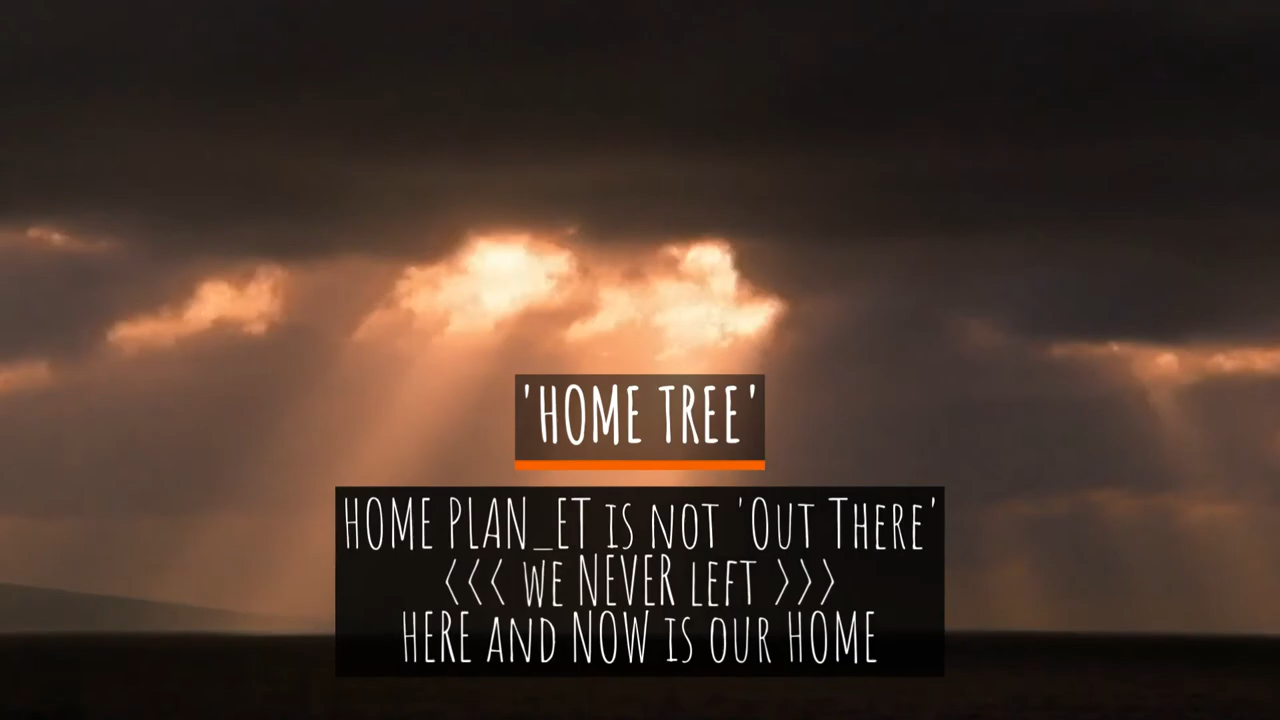 'HOME TREE'
HOME PLAN_ET is NOT 'Out There'
<<< we NEVER left >>>
HERE and NOW is our HOME